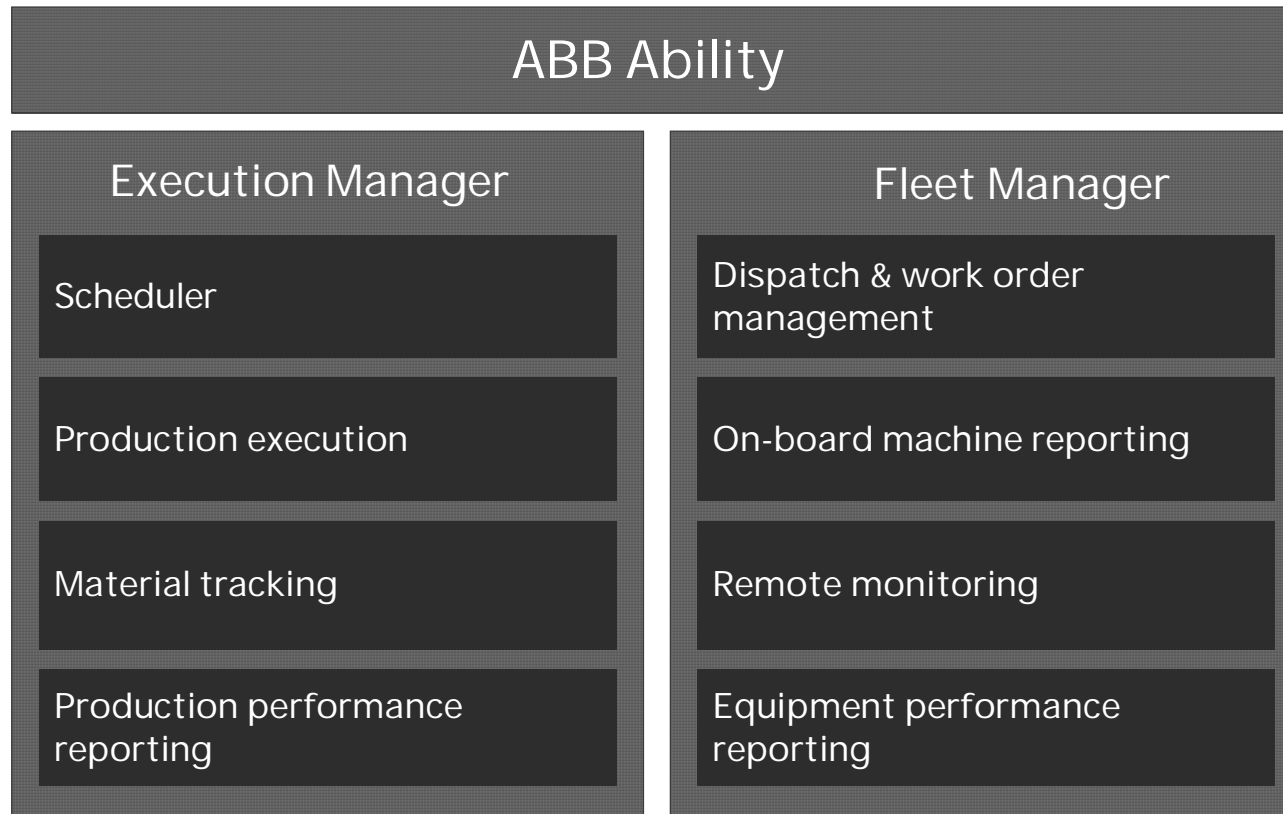 ABB Ability
Execution Manager
Scheduler
Production execution
Material tracking
Production performance
reporting
Fleet Manager
Dispatch & work order
management
On-board machine reporting
Remote monitoring
Equipment performance
reporting